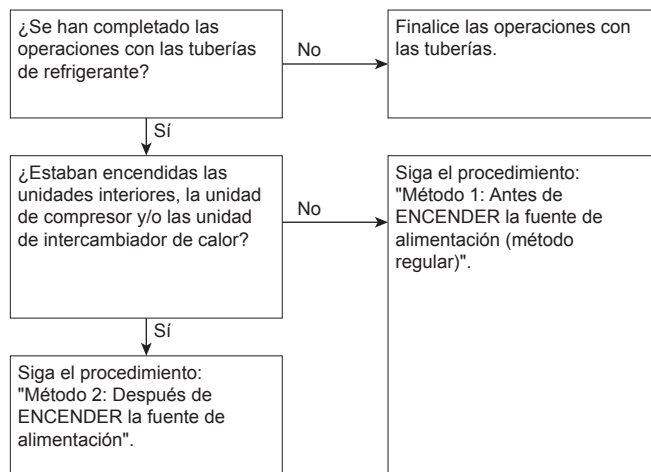 ¿Se han completado las
operaciones con las tuberías
de refrigerante?
No
Finalice las operaciones con
las tuberías.
Sí
¿Estaban encendidas las
unidades interiores, la unidad
de compresor y/o las unidad
de intercambiador de calor?
No
Siga el procedimiento:
"Método 1: Antes de
ENCENDER la fuente de
alimentación (método
regular)".
Sí
Siga el procedimiento:
"Método 2: Después de
ENCENDER la fuente de
alimentación".